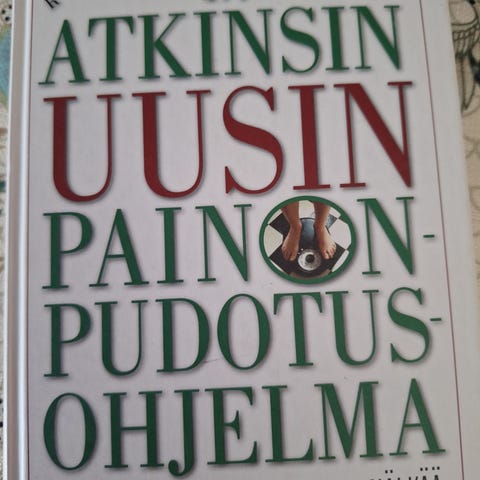 ATKINSIN
UUSIN
PAINON-
PUDOTUS-
OHJELMA